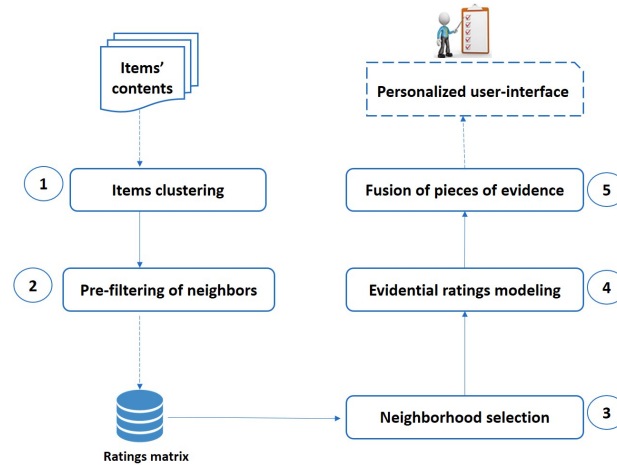 Items'
contents
1
Items clustering
2
Pre-filtering of neighbors
Ratings matrix
Neighborhood selection
3
Evidential ratings modeling
4
Fusion of pieces of evidence
5
Personalized user-interface